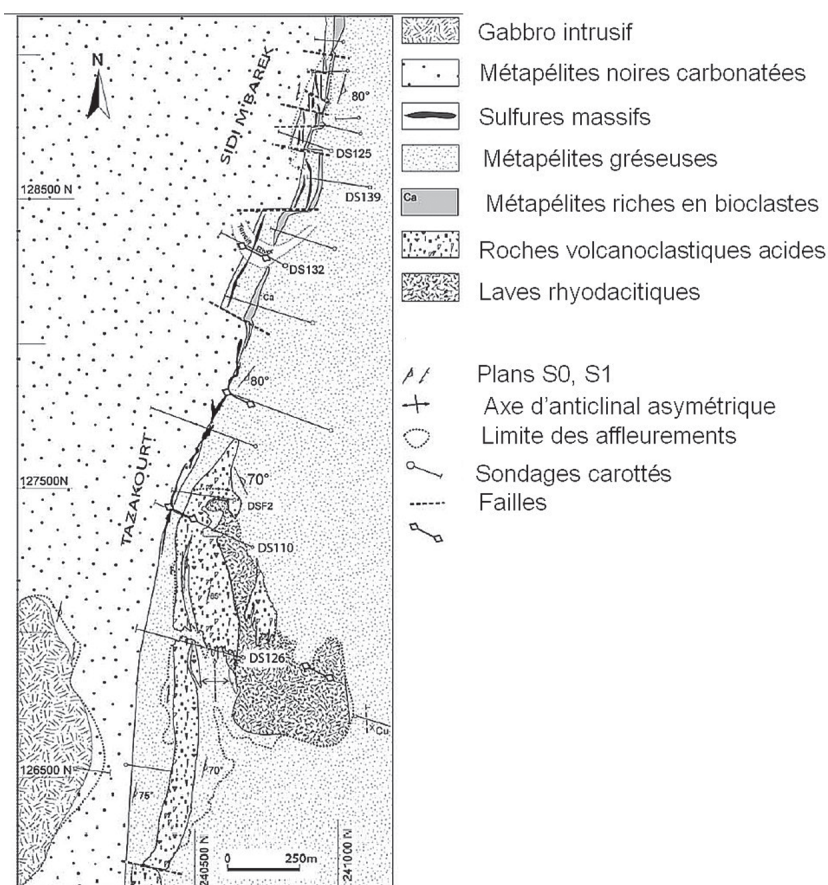 N
SIDI M'BAREK
80°
DS125
128500 N
DS139
DS132
Ca
80°
TAZAKOURT
127500N
70°
DSF2
DS110
DS126
Cu
126500 N
70°
75°
240500 N
0 250m
241000 N
Gabbro intrusif
Métapélites noires carbonatées
Sulfures massifs
Métapélites gréseuses
Ca
Métapélites riches en bioclastes
Roches volcanoclastiques acides
Laves rhyodacitiques
Plans S0, S1
Axe d'anticlinal asymétrique
Limite des affleurements
Sondages carottés
Failles